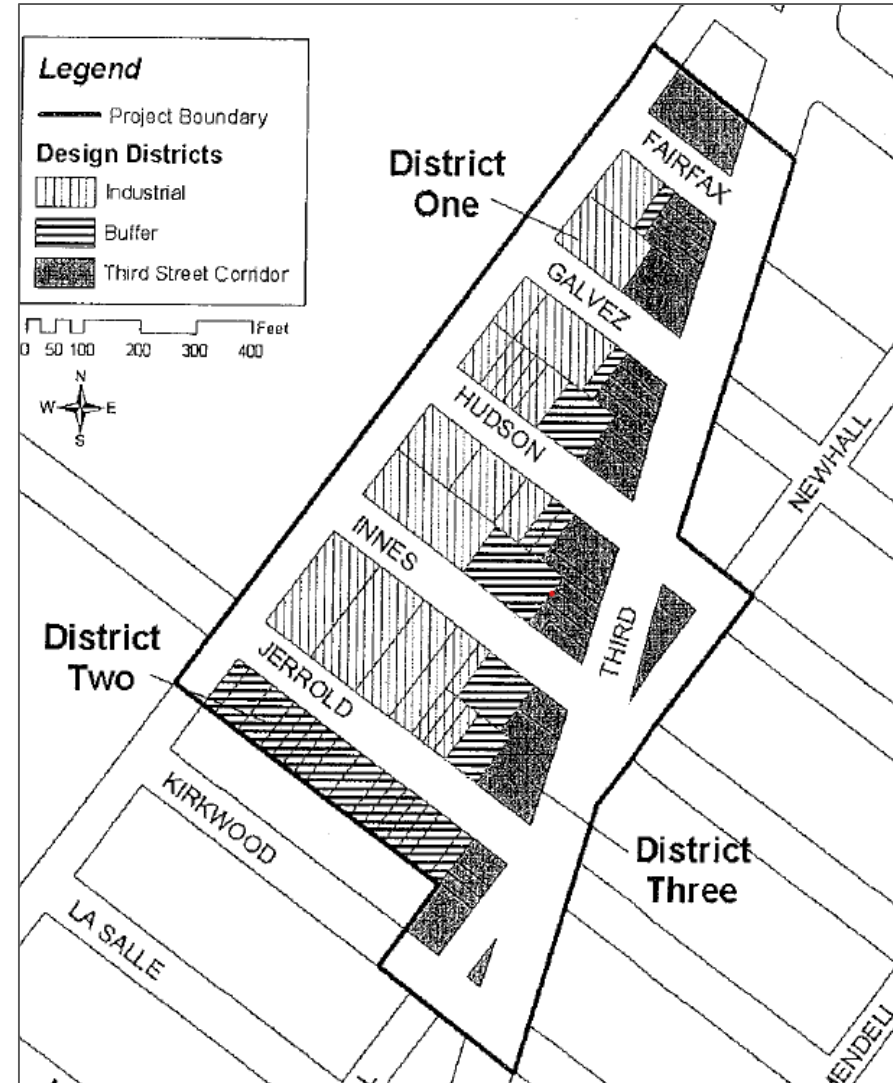 Legend
Project Boundary
Design Districts
Industrial
Buffer
Third Street Corridor
Feet
0 50 100 200 300 400
N
W E
S
District
One
FAIRFAX
GALVEZ
HUDSON
NEWHALL
INNES
THIRD
District
Two
JERROLD
KIRKWOOD
District
Three
LA SALLE
MENDELL